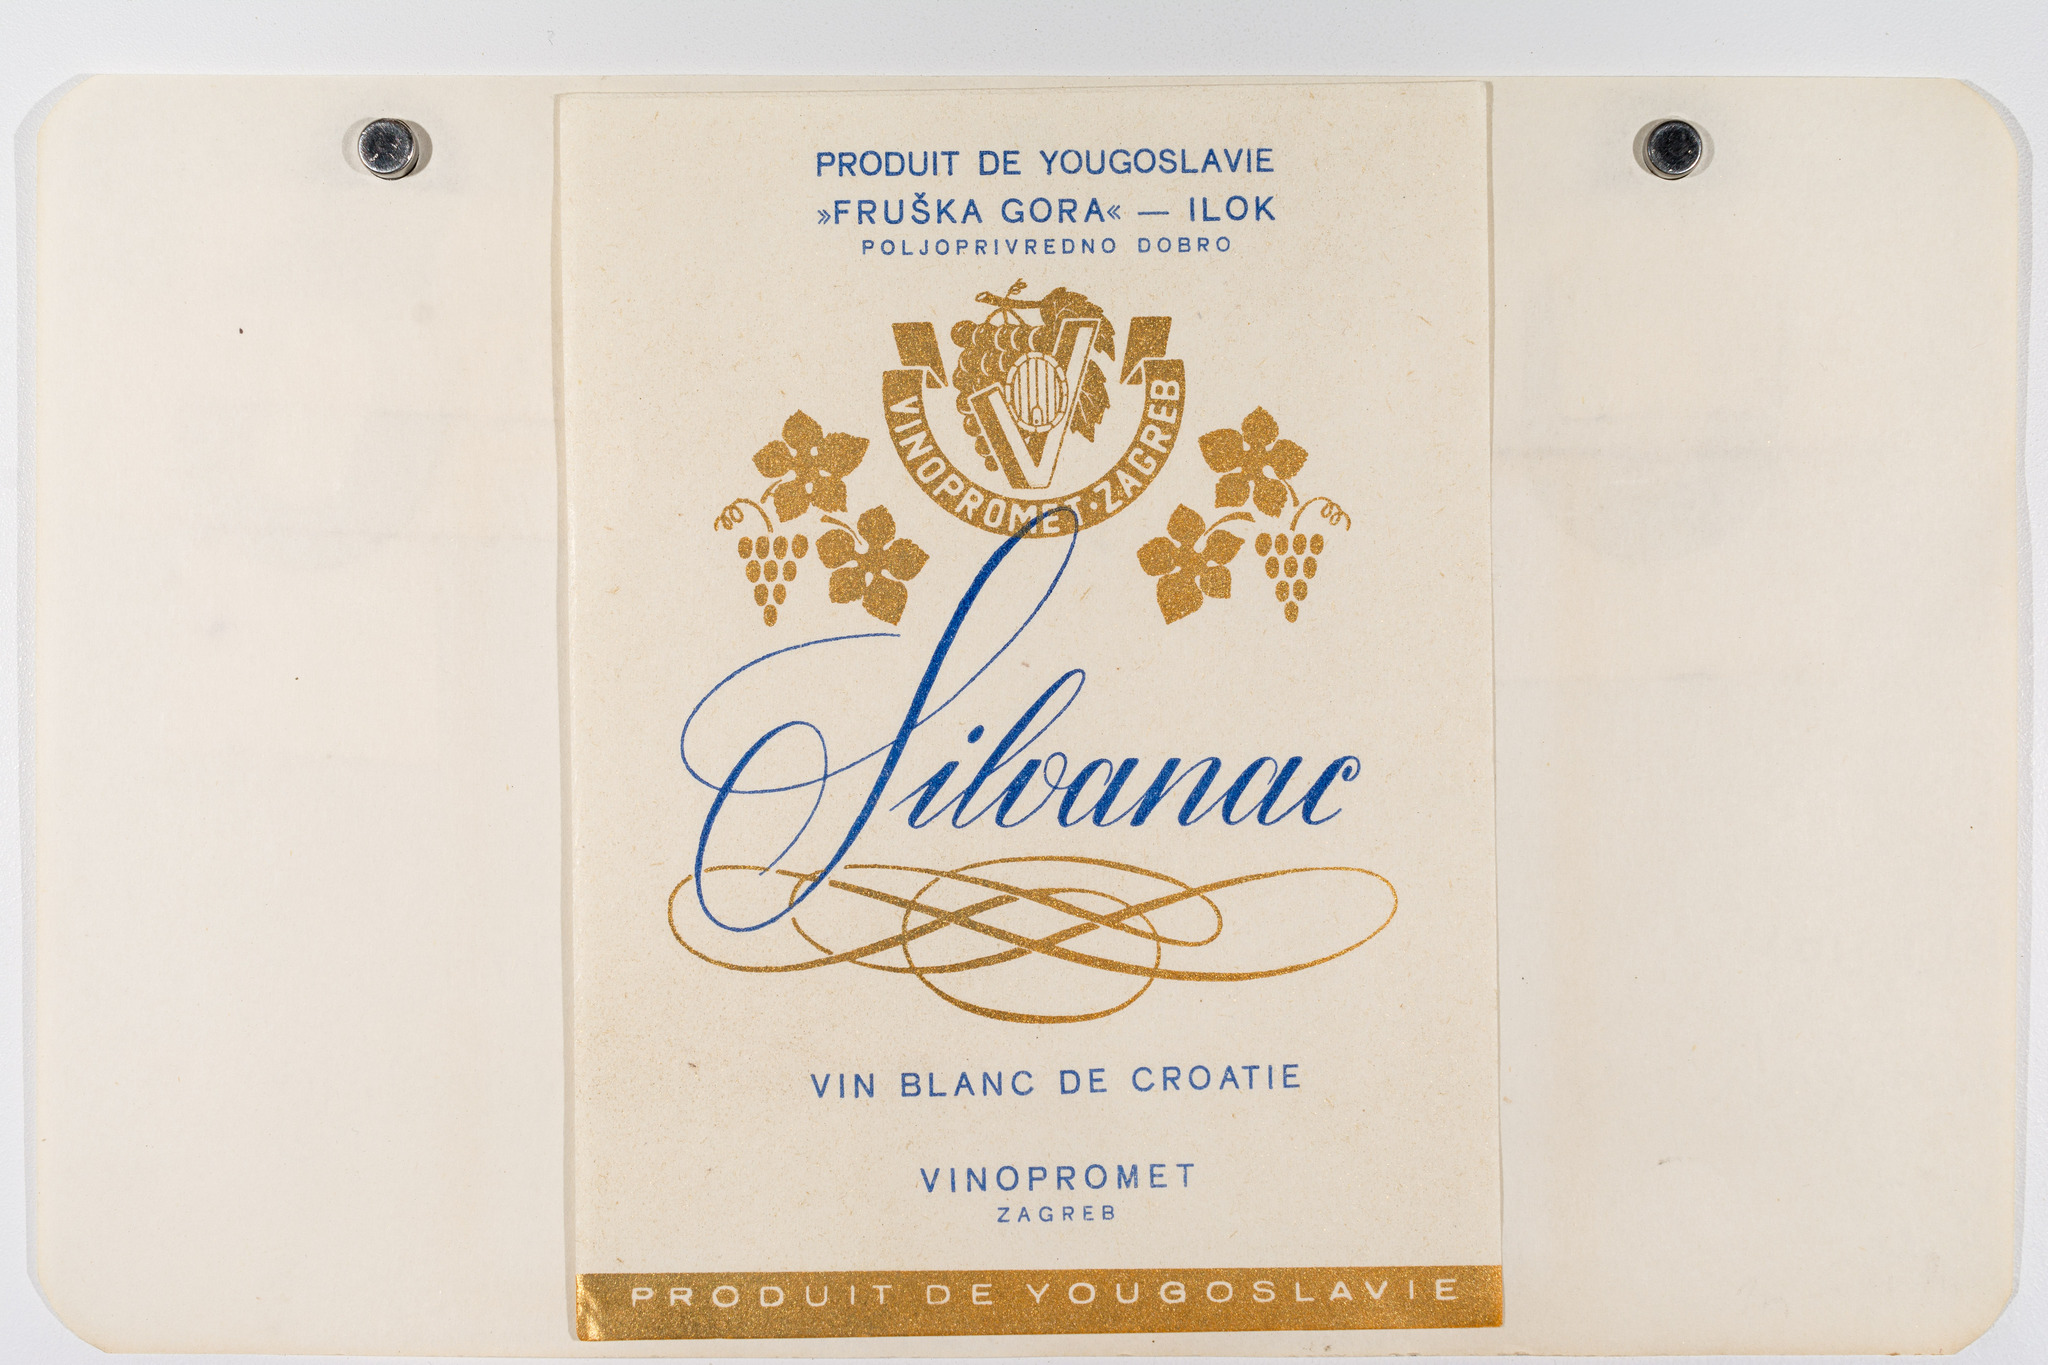 PRODUIT DE YOUGOSLAVIE
»FRUŠKA GORA« — ILOK
POLJOPRIVREDNO DOBRO
V
VINOPROMET·ZAGREB
Silvanac
VIN BLANC DE CROATIE
VINOPROMET
ZAGREB
PRODUIT DE YOUGOSLAVIE